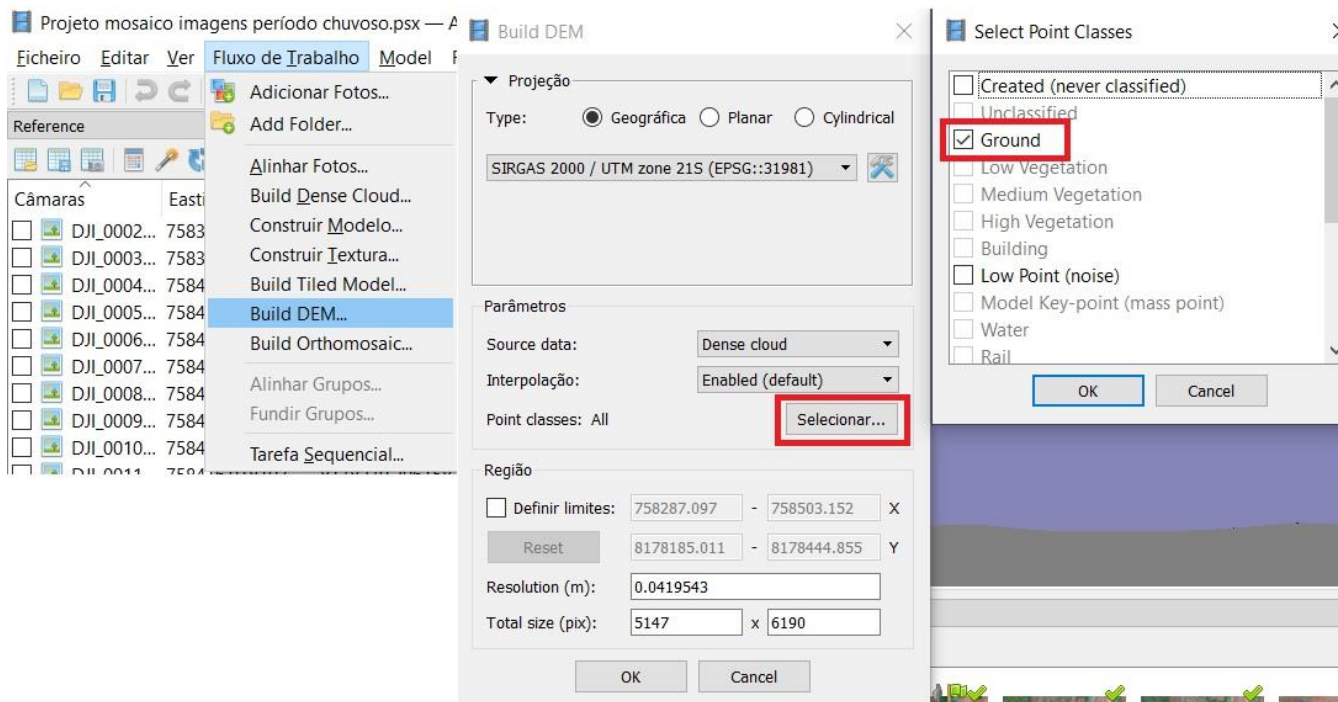 Projeto mosaico imagens período chuvoso.psx — A
Ficheiro Editar Ver Fluxo de Trabalho Model
Reference
Câmaras Easti
DJI_0002... 7583
DJI_0003... 7583
DJI_0004... 7584
DJI_0005... 7584
DJI_0006... 7584
DJI_0007... 7584
DJI_0008... 7584
DJI_0009... 7584
DJI_0010... 7584
DJI_0011
Adicionar Fotos...
Add Folder...
Alinhar Fotos...
Build Dense Cloud...
Construir Modelo...
Construir Textura...
Build Tiled Model...
Build DEM...
Build Orthomosaic...
Alinhar Grupos...
Fundir Grupos...
Tarefa Sequencial...
Build DEM
Projeção
Type: Geográfica Planar Cylindrical
SIRGAS 2000 / UTM zone 21S (EPSG::31981)
Parâmetros
Source data: Dense cloud
Interpolação: Enabled (default)
Point classes: All Selecionar...
Região
Definir limites: 758287.097 - 758503.152 X
Reset 8178185.011 - 8178444.855 Y
Resolution (m): 0.0419543
Total size (pix): 5147 x 6190
OK Cancel
Select Point Classes
Created (never classified)
Unclassified
Ground
Low Vegetation
Medium Vegetation
High Vegetation
Building
Low Point (noise)
Model Key-point (mass point)
Water
Rail
OK Cancel